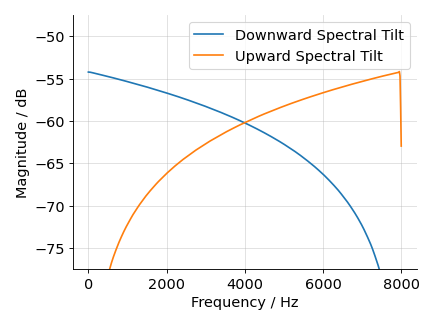 Downward Spectral Tilt
Upward Spectral Tilt
Magnitude / dB
−50
−55
−60
−65
−70
−75
0 2000 4000 6000 8000
Frequency / Hz